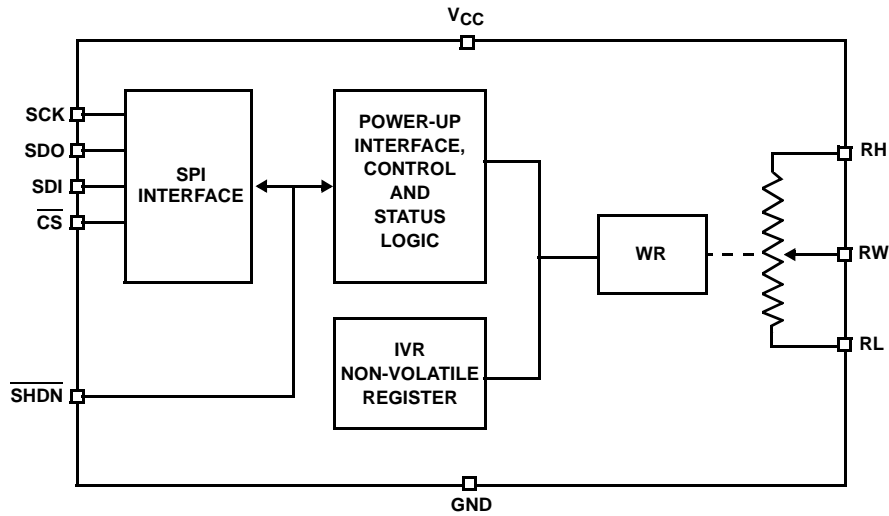 VCC
SCK
SDO
SDI
CS
SHDN
SPI
INTERFACE
POWER-UP
INTERFACE,
CONTROL
AND
STATUS
LOGIC
IVR
NON-VOLATILE
REGISTER
WR
RH
RW
RL
GND